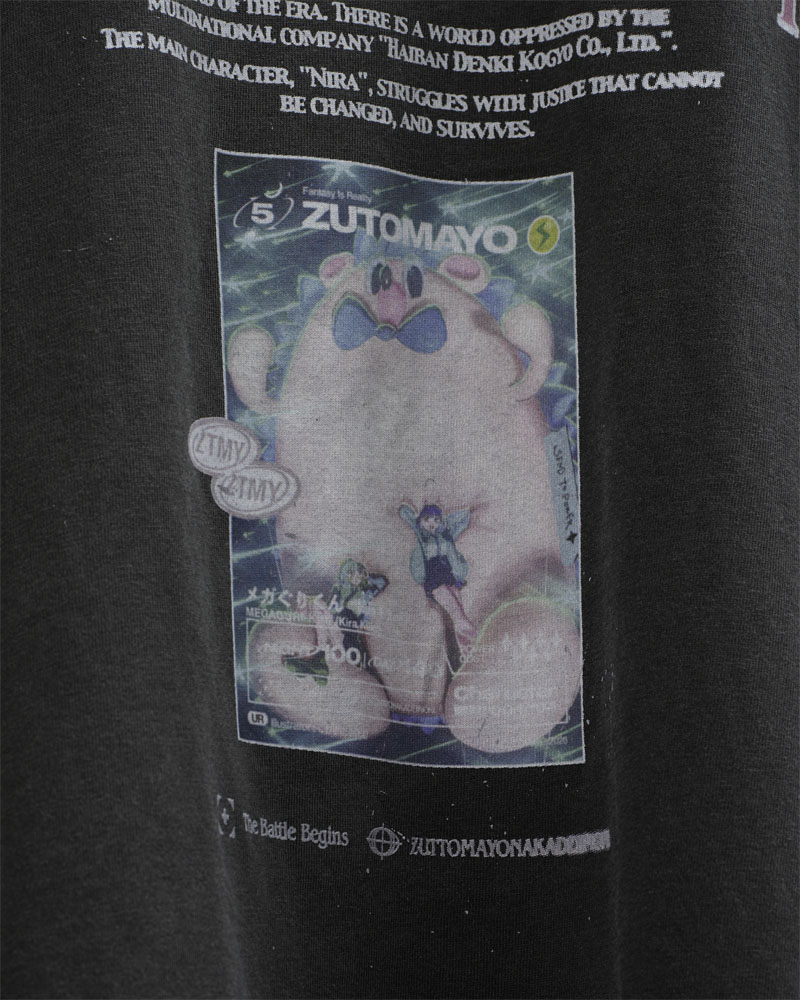 OF THE ERA. THERE IS A WORLD OPPRESSED BY THE
MULTINATIONAL COMPANY "HAIBAN DENKI KOGYO CO., LTD.".
THE MAIN CHARACTER, "NIRA", STRUGGLES WITH JUSTICE THAT CANNOT
BE CHANGED, AND SURVIVES.
Fantasy Is Reality
5 ZUTOMAYO
ZTMY
ZTMY
メガぐりくん
100
Character
UR
The Battle Begins